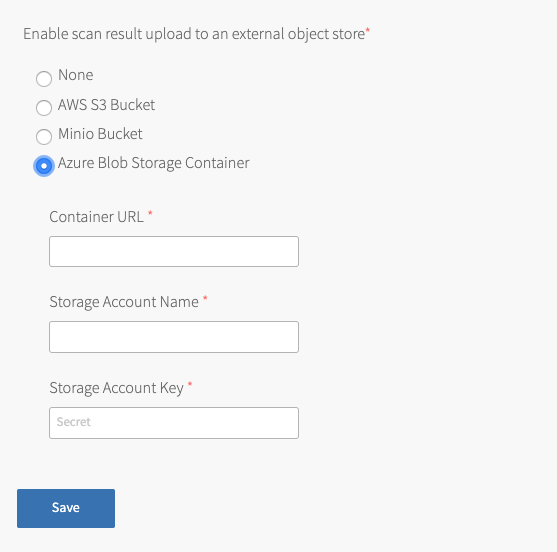 Enable scan result upload to an external object store*
None
AWS S3 Bucket
Minio Bucket
Azure Blob Storage Container
Container URL *
Storage Account Name *
Storage Account Key *
Secret
Save